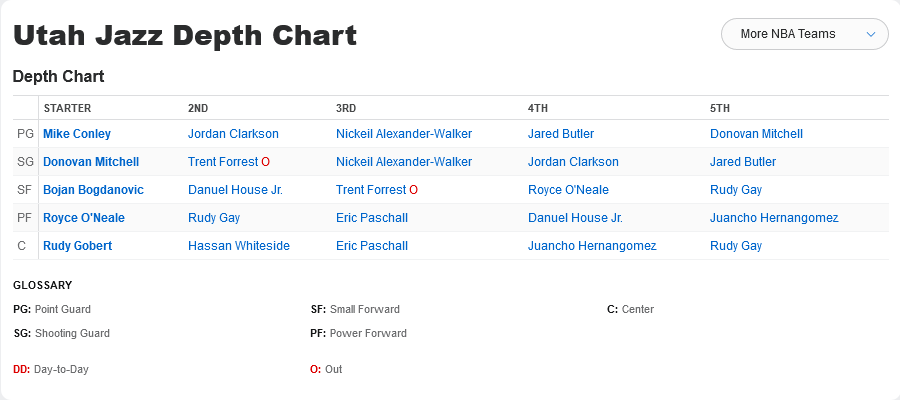 Utah Jazz Depth Chart
More NBA Teams
Depth Chart
STARTER 2ND 3RD 4TH 5TH
PG Mike Conley Jordan Clarkson Nickeil Alexander-Walker Jared Butler Donovan Mitchell
SG Donovan Mitchell Trent Forrest O Nickeil Alexander-Walker Jordan Clarkson Jared Butler
SF Bojan Bogdanovic Danuel House Jr. Trent Forrest O Royce O'Neale Rudy Gay
PF Royce O'Neale Rudy Gay Eric Paschall Danuel House Jr. Juancho Hernangomez
C Rudy Gobert Hassan Whiteside Eric Paschall Juancho Hernangomez Rudy Gay
GLOSSARY
PG: Point Guard SF: Small Forward C: Center
SG: Shooting Guard PF: Power Forward
DD: Day-to-Day O: Out